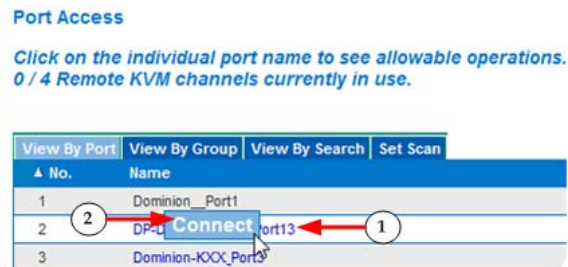 Port Access
Click on the individual port name to see allowable operations.
0 / 4 Remote KVM channels currently in use.
View By Port View By Group View By Search Set Scan
▲ No. Name
1 Dominion__Port1
2 Connect 1
2 DP-D ort13
3 Dominion-KXX_Port3